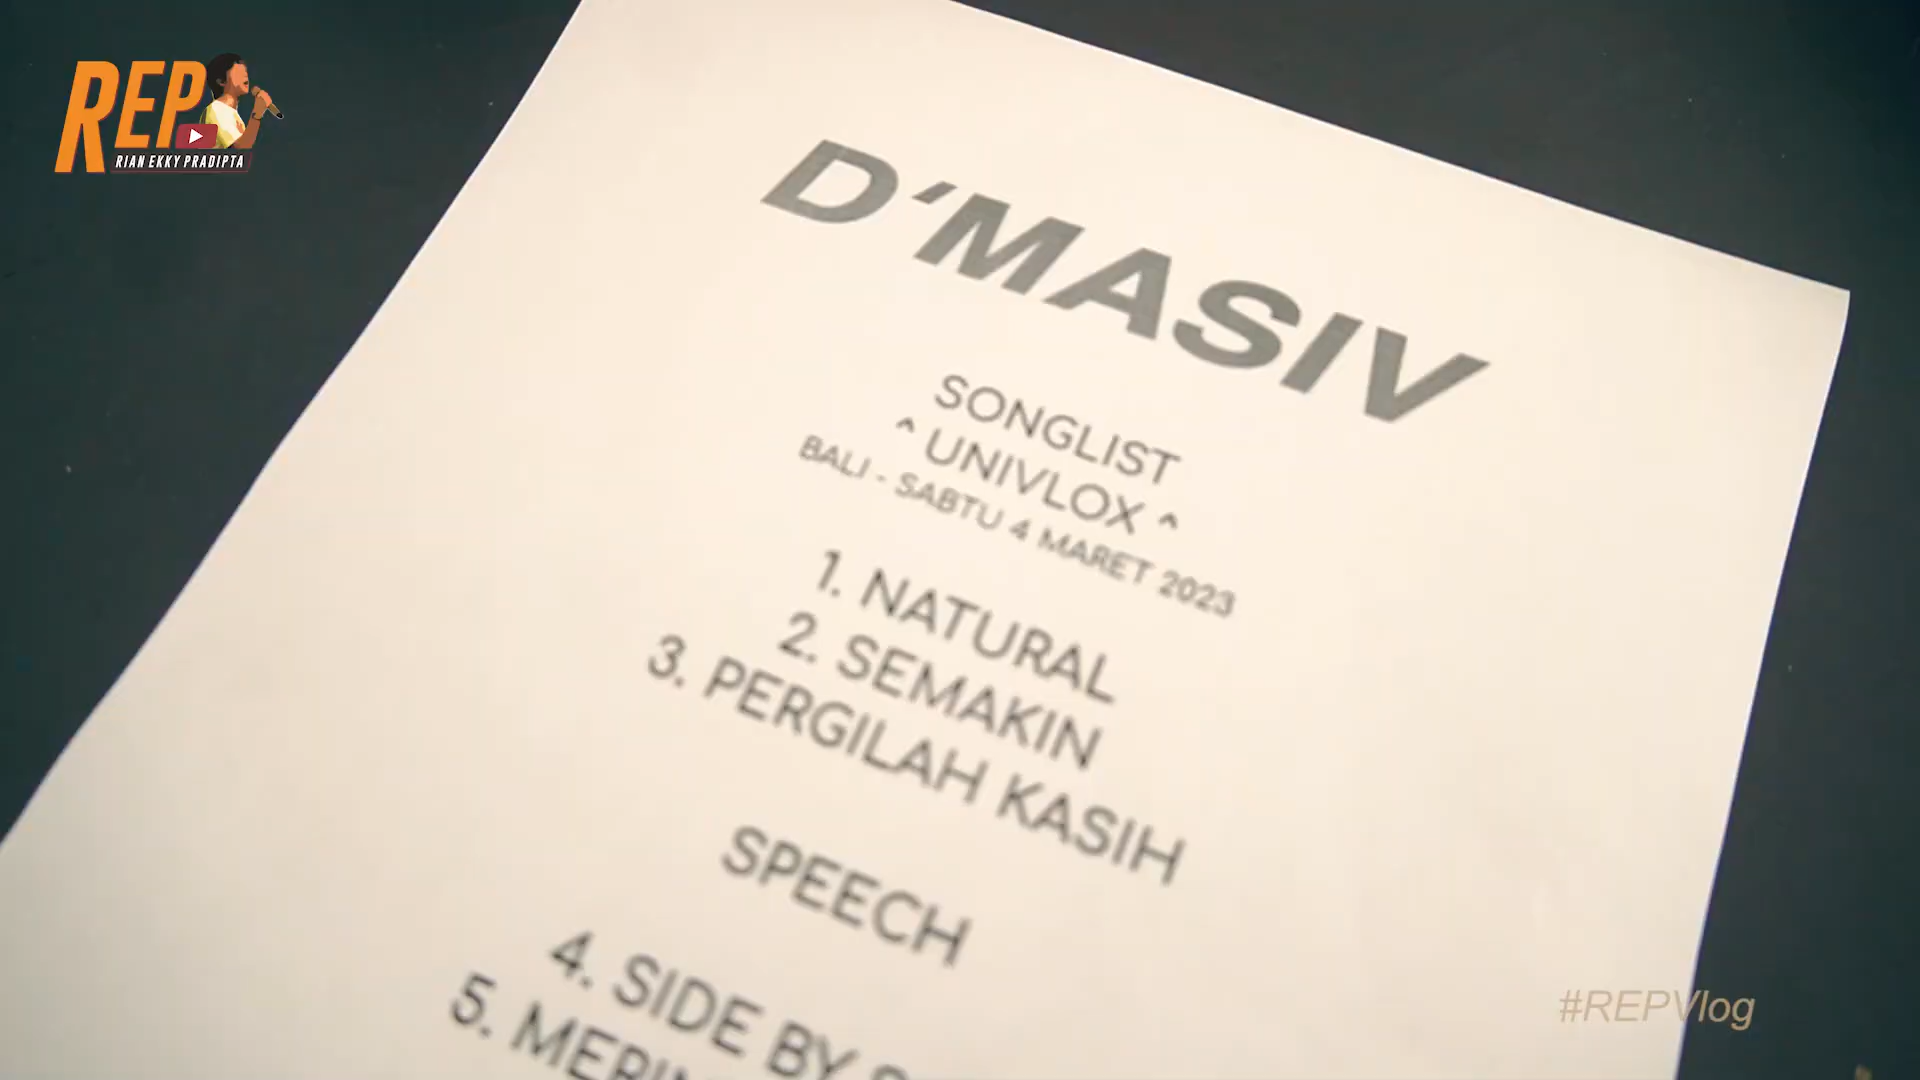 REP
RIAN EKKY PRADIPTA
D'MASIV
SONGLIST
^ UNIVLOX ^
BALI - SABTU 4 MARET 2023
1. NATURAL
2. SEMAKIN
3. PERGILAH KASIH
SPEECH
4. SIDE BY
5.
#REPVlog